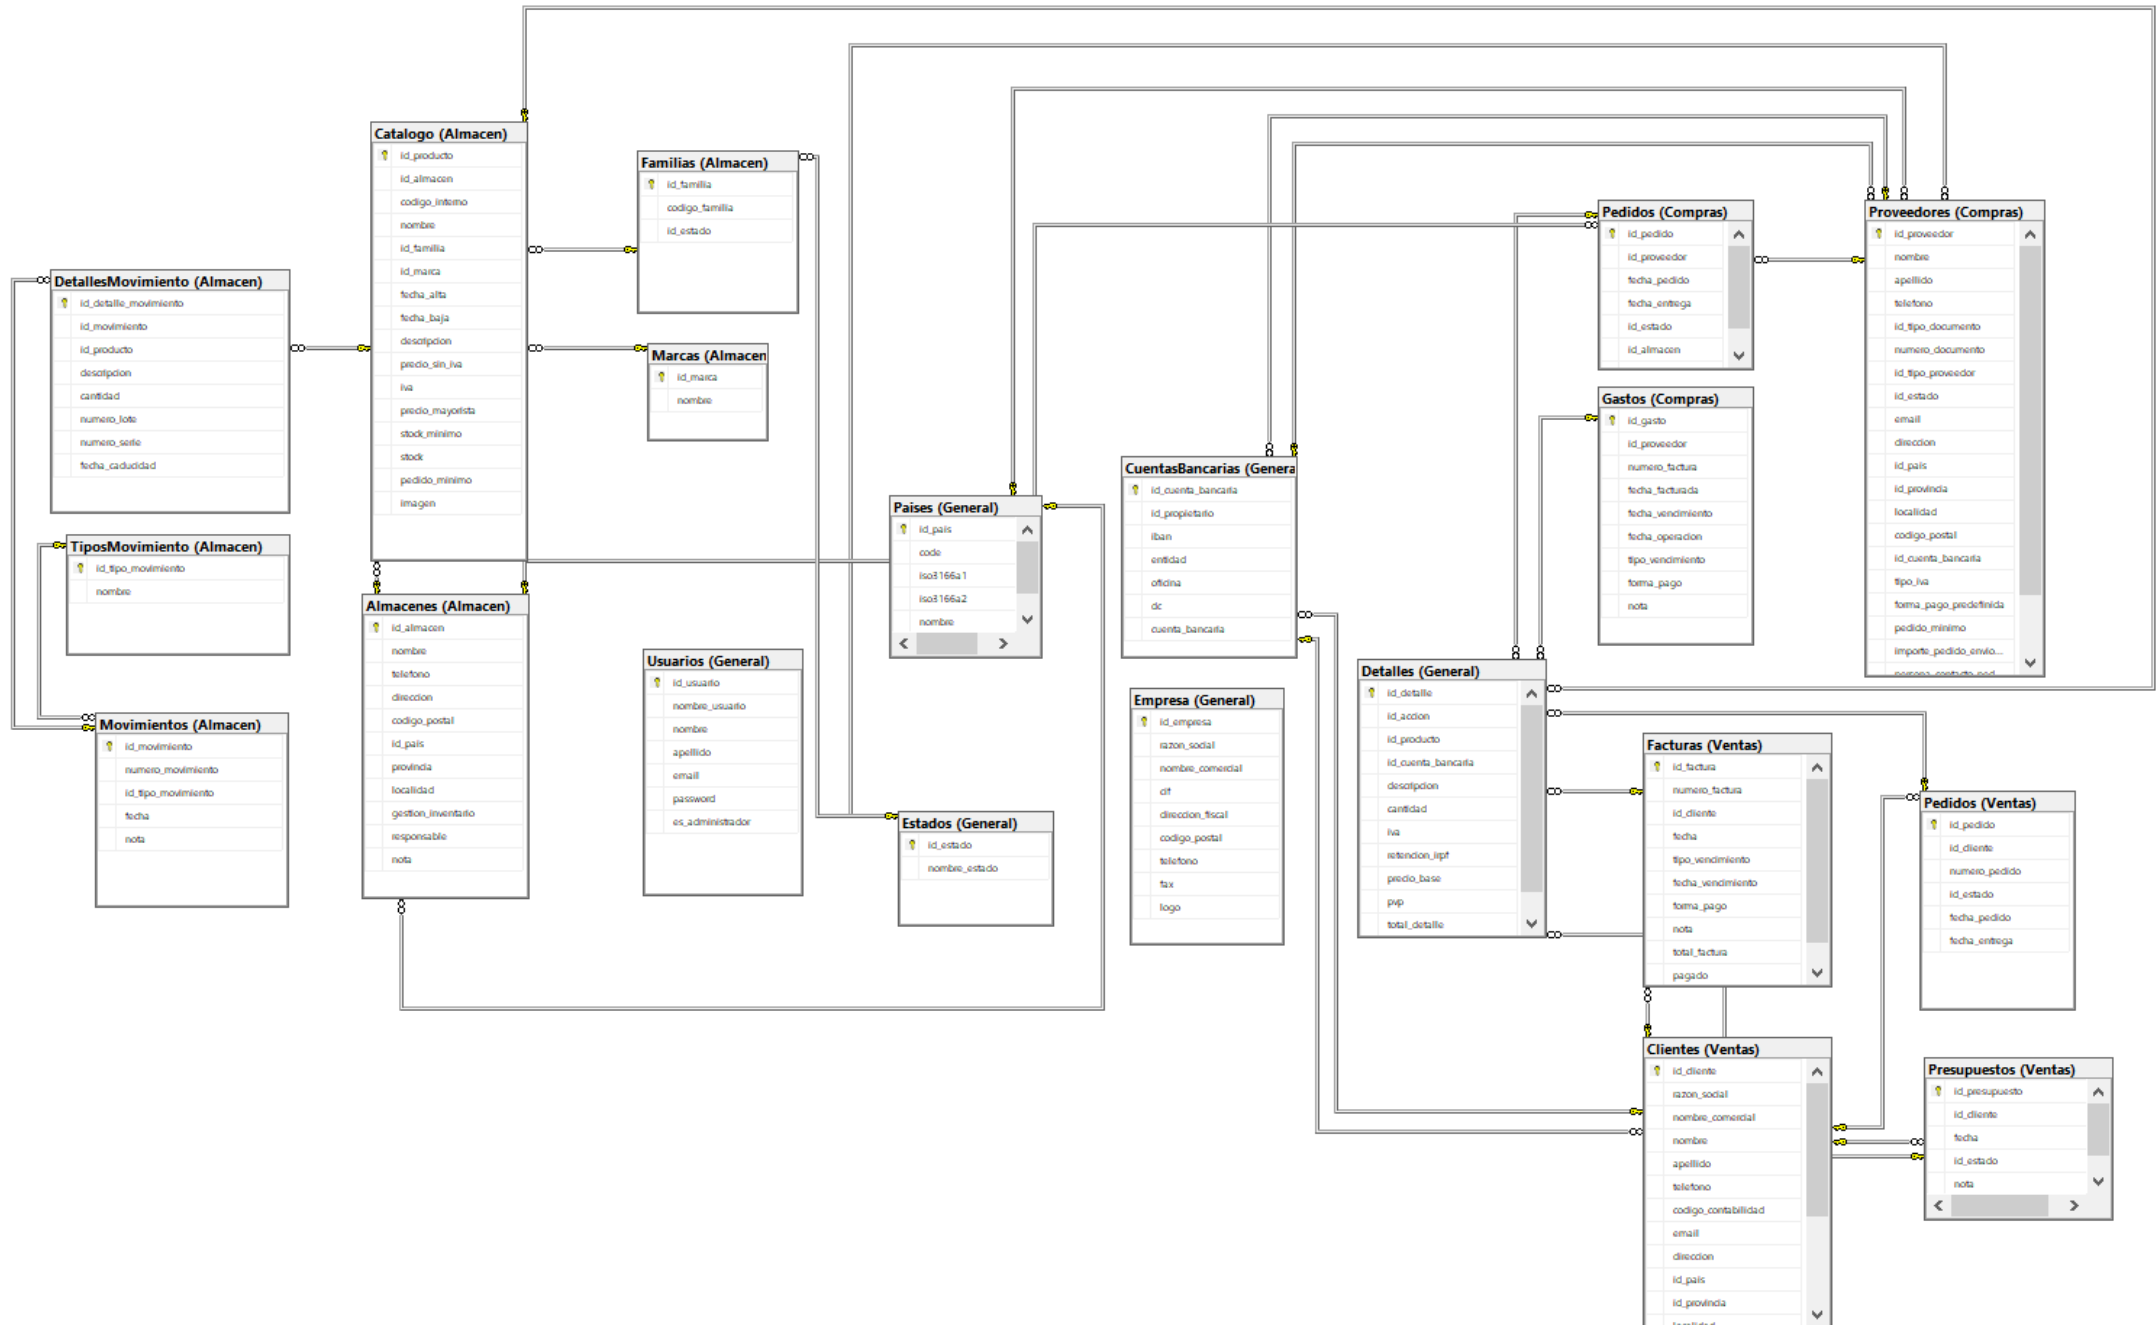 Catalogo (Almacen)
id_producto
id_almacen
codigo_interno
nombre
id_familia
id_marca
fecha_alta
fecha_baja
descripcion
precio_sin_iva
iva
precio_mayorista
stock_minimo
stock
pedido_minimo
imagen
Familias (Almacen)
id_familia
codigo_familia
id_estado
Marcas (Almacen
id_marca
nombre
DetallesMovimiento (Almacen)
id_detalle_movimiento
id_movimiento
id_producto
descripcion
cantidad
numero_lote
numero_serie
fecha_caducidad
TiposMovimiento (Almacen)
id_tipo_movimiento
nombre
Movimientos (Almacen)
id_movimiento
numero_movimiento
id_tipo_movimiento
fecha
nota
Almacenes (Almacen)
id_almacen
nombre
telefono
direccion
codigo_postal
id_pais
provincia
localidad
gestion_inventario
responsable
nota
Usuarios (General)
id_usuario
nombre_usuario
nombre
apellido
email
password
es_administrador
Paises (General)
id_pais
code
iso3166a1
iso3166a2
nombre
Estados (General)
id_estado
nombre_estado
CuentasBancarias (Genera
id_cuenta_bancaria
id_propietario
iban
entidad
oficina
dc
cuenta_bancaria
Empresa (General)
id_empresa
razon_social
nombre_comercial
cif
direccion_fiscal
codigo_postal
telefono
fax
logo
Pedidos (Compras)
id_pedido
id_proveedor
fecha_pedido
fecha_entrega
id_estado
id_almacen
Gastos (Compras)
id_gasto
id_proveedor
numero_factura
fecha_facturada
fecha_vencimiento
fecha_operacion
tipo_vencimiento
forma_pago
nota
Proveedores (Compras)
id_proveedor
nombre
apellido
telefono
id_tipo_documento
numero_documento
id_tipo_proveedor
id_estado
email
direccion
id_pais
id_provincia
localidad
codigo_postal
id_cuenta_bancaria
tipo_iva
forma_pago_predefinida
pedido_minimo
importe_pedido_envio...
Detalles (General)
id_detalle
id_accion
id_producto
id_cuenta_bancaria
descripcion
cantidad
iva
retencion_irpf
precio_base
pvp
total_detalle
Facturas (Ventas)
id_factura
numero_factura
id_cliente
fecha
tipo_vencimiento
fecha_vencimiento
forma_pago
nota
total_factura
pagado
Pedidos (Ventas)
id_pedido
id_cliente
numero_pedido
id_estado
fecha_pedido
fecha_entrega
Clientes (Ventas)
id_cliente
razon_social
nombre_comercial
nombre
apellido
telefono
codigo_contabilidad
email
direccion
id_pais
id_provincia
Presupuestos (Ventas)
id_presupuesto
id_cliente
fecha
id_estado
nota